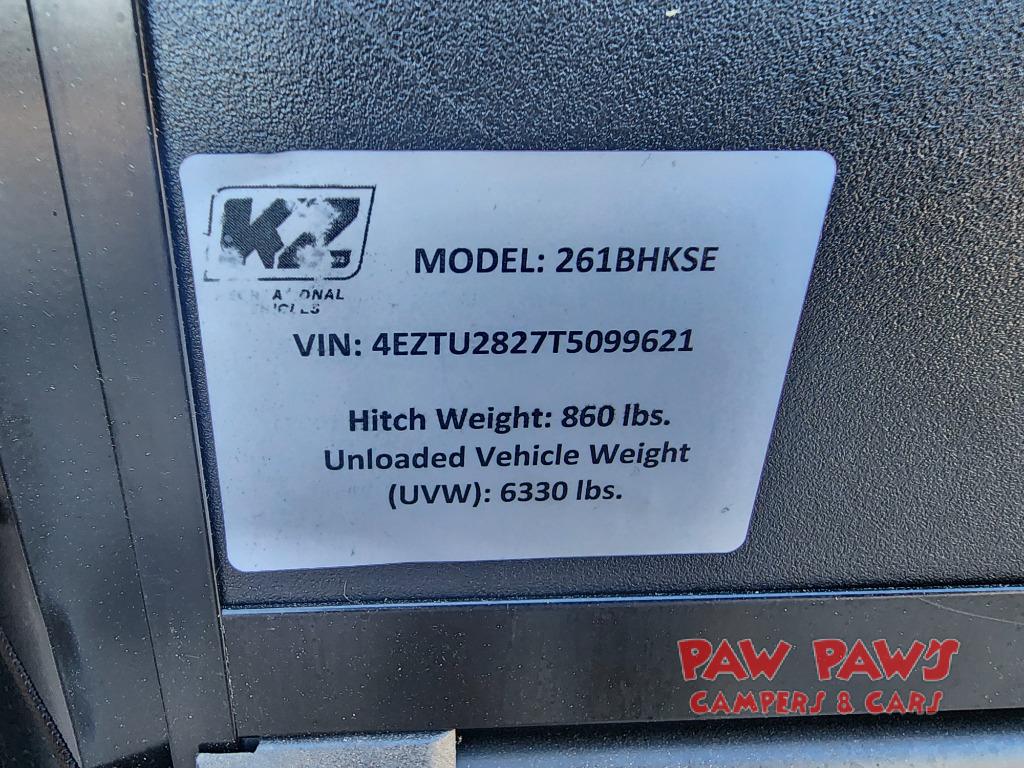 KZ
MODEL: 261BHKSE
VIN: 4EZTU2827T5099621
Hitch Weight: 860 lbs.
Unloaded Vehicle Weight
(UVW): 6330 lbs.
PAW PAW'S
CAMPERS & CARS